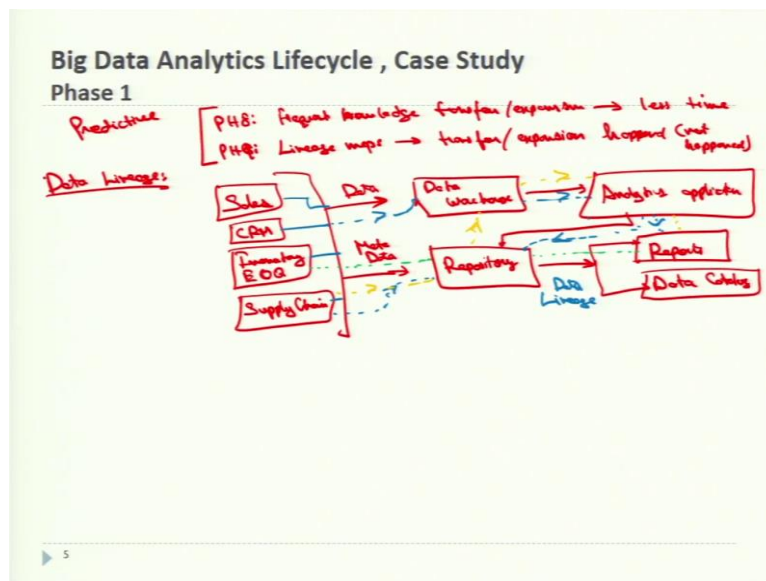 Big Data Analytics Lifecycle , Case Study
Phase 1
Predictive
PH8: frequent knowledge transfer/expansion → less time
PH9: Lineage maps → transfer/expansion happened (not happened)
Data Lineage:
Sales
CRM
Inventory
EOQ
Supply Chain
Data
Meta
Data
Data
Warehouse
Repository
Data
Lineage
Analytics application
Reports
Data Catalog
5